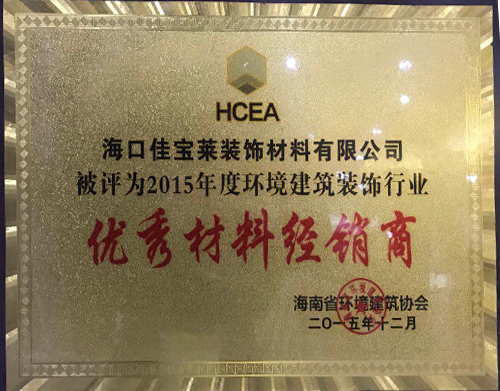 HCEA
海口佳宝莱装饰材料有限公司
被评为2015年度环境建筑装饰行业
优秀材料经销商
海南省环境建筑协会
二〇一五年十二月